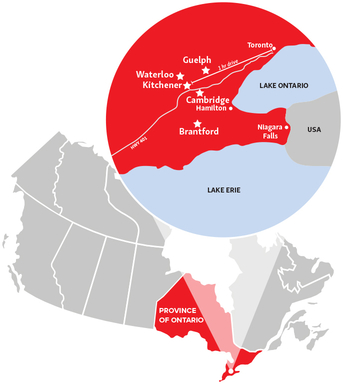 Toronto
Guelph
1 hr drive
Waterloo
Kitchener
LAKE ONTARIO
Cambridge
Hamilton
Brantford
Niagara
Falls
USA
HWY 401
LAKE ERIE
PROVINCE
OF ONTARIO